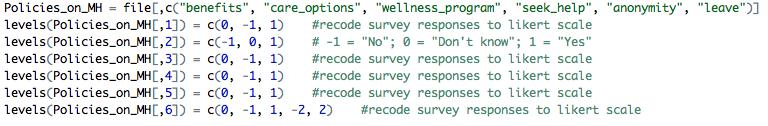 Policies_on_MH = file[,c("benefits", "care_options", "wellness_program", "seek_help", "anonymity", "leave")]
levels(Policies_on_MH[,1]) = c(0, -1, 1)    #recode survey responses to likert scale
levels(Policies_on_MH[,2]) = c(-1, 0, 1)    # -1 = "No"; 0 = "Don't know"; 1 = "Yes"
levels(Policies_on_MH[,3]) = c(0, -1, 1)    #recode survey responses to likert scale
levels(Policies_on_MH[,4]) = c(0, -1, 1)    #recode survey responses to likert scale
levels(Policies_on_MH[,5]) = c(0, -1, 1)    #recode survey responses to likert scale
levels(Policies_on_MH[,6]) = c(0, -1, 1, -2, 2)    #recode survey responses to likert scale